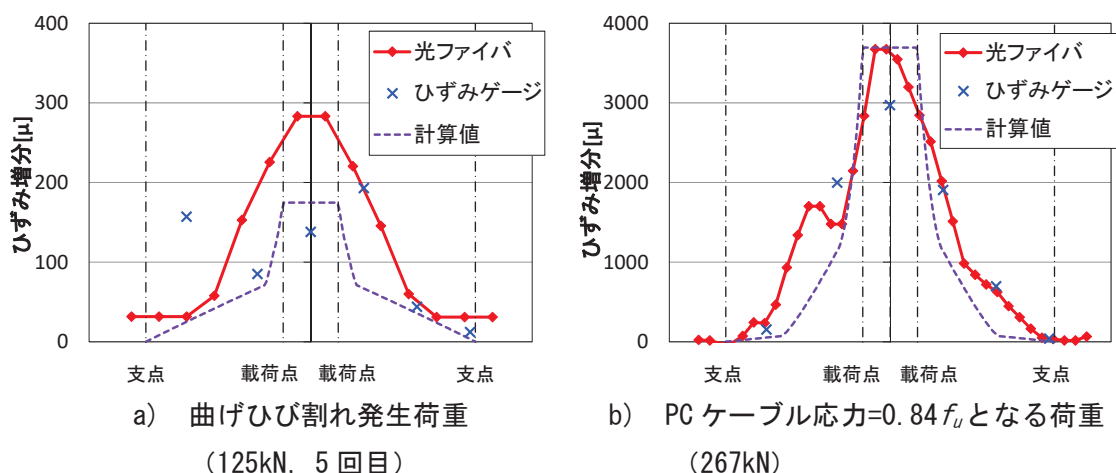 400
300
200
100
0
ひずみ増分[μ]
光ファイバ
ひずみゲージ
計算値
支点
載荷点
載荷点
支点
a) 曲げひび割れ発生荷重
(125kN, 5回目)
4000
3000
2000
1000
0
ひずみ増分[μ]
光ファイバ
ひずみゲージ
計算値
支点
載荷点
載荷点
支点
b) PCケーブル応力=0.84fuとなる荷重
(267kN)